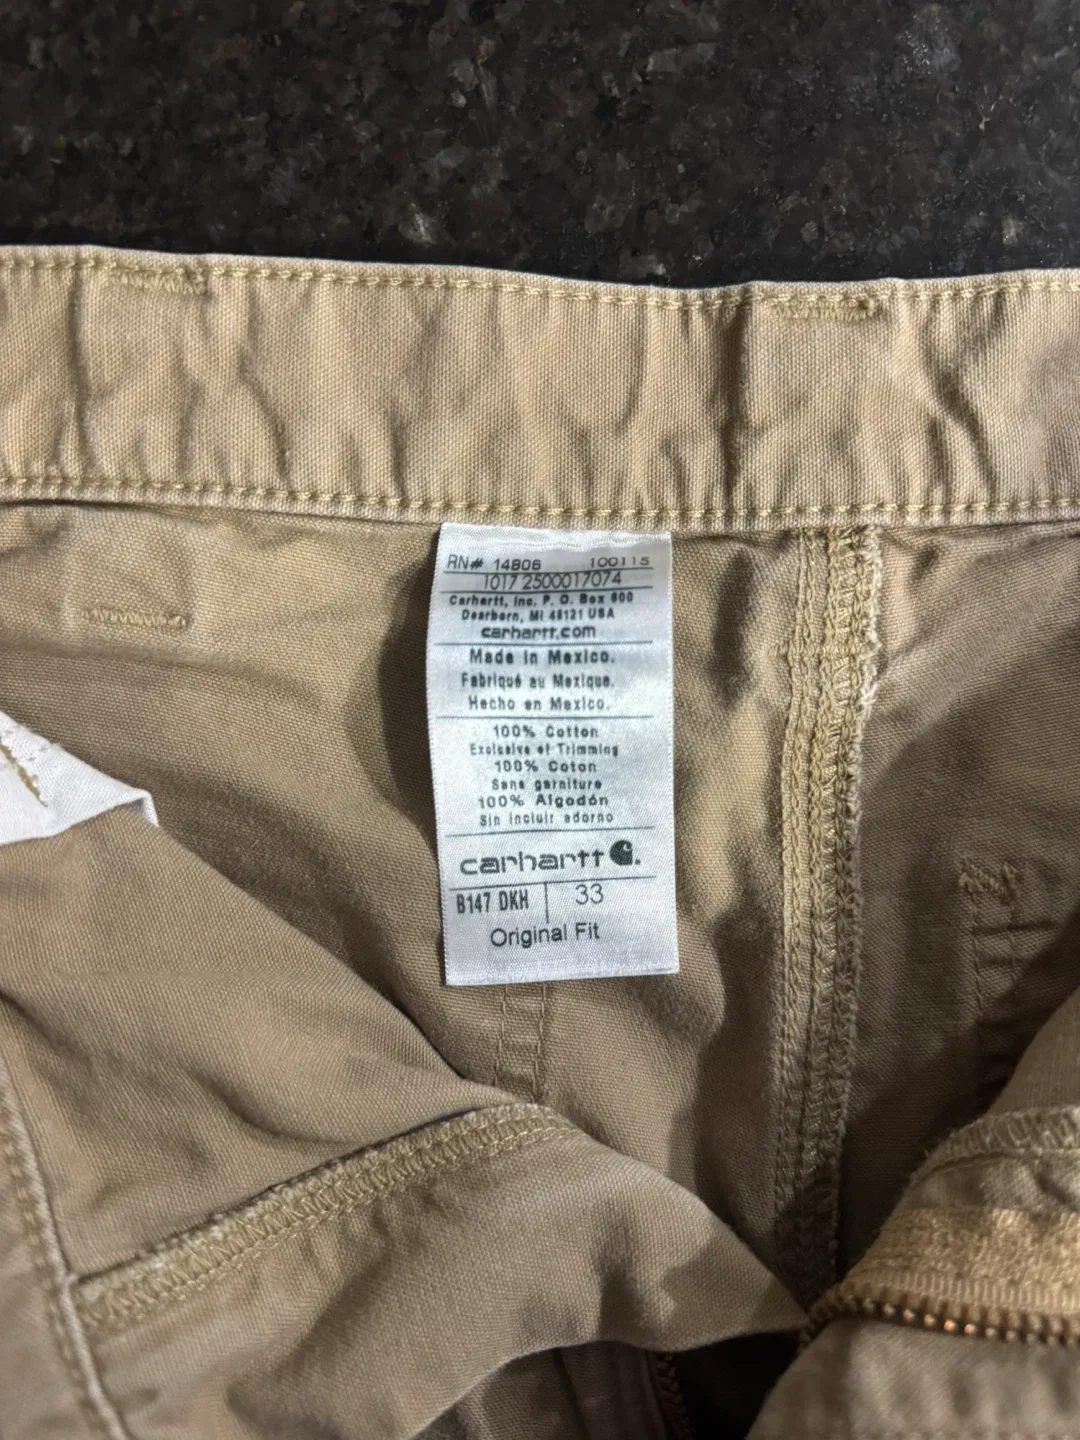 RN# 14806 100115
1017 2500017074
Carhartt, Inc. P. O. Box 600
Dearborn, MI 48121 USA
carhartt.com
Made in Mexico.
Fabriqué au Mexique.
Hecho en Mexico.
100% Cotton
Exclusive of Trimming
100% Coton
Sans garniture
100% Algodón
Sin incluir adorno
carhartt
B147 DKH 33
Original Fit